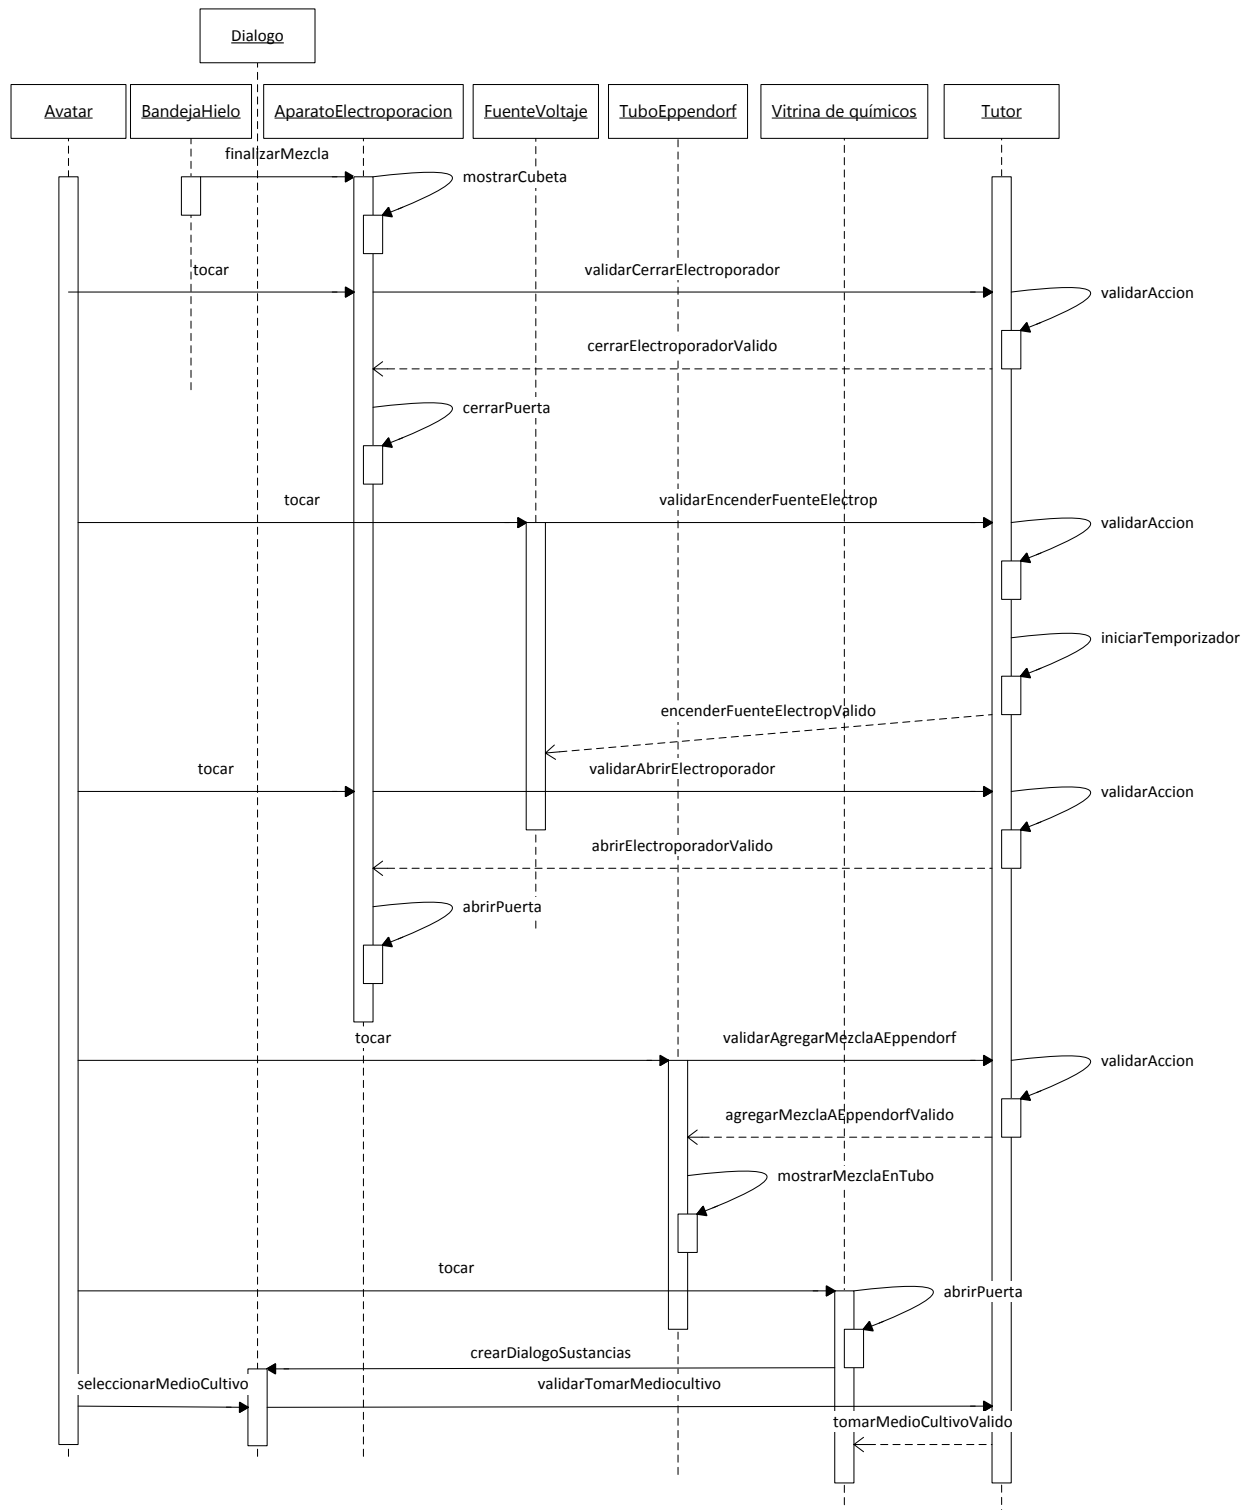 Dialogo
Avatar
BandejaHielo
AparatoElectroporacion
FuenteVoltaje
TuboEppendorf
Vitrina de químicos
Tutor
finalizarMezcla
mostrarCubeta
tocar
validarCerrarElectroporador
validarAccion
cerrarElectroporadorValido
cerrarPuerta
tocar
validarEncenderFuenteElectrop
validarAccion
iniciarTemporizador
encenderFuenteElectropValido
tocar
validarAbrirElectroporador
validarAccion
abrirElectroporadorValido
abrirPuerta
tocar
validarAgregarMezclaAEppendorf
validarAccion
agregarMezclaAEppendorfValido
mostrarMezclaEnTubo
tocar
abrirPuerta
crearDialogoSustancias
seleccionarMedioCultivo
validarTomarMediocultivo
tomarMedioCultivoValido